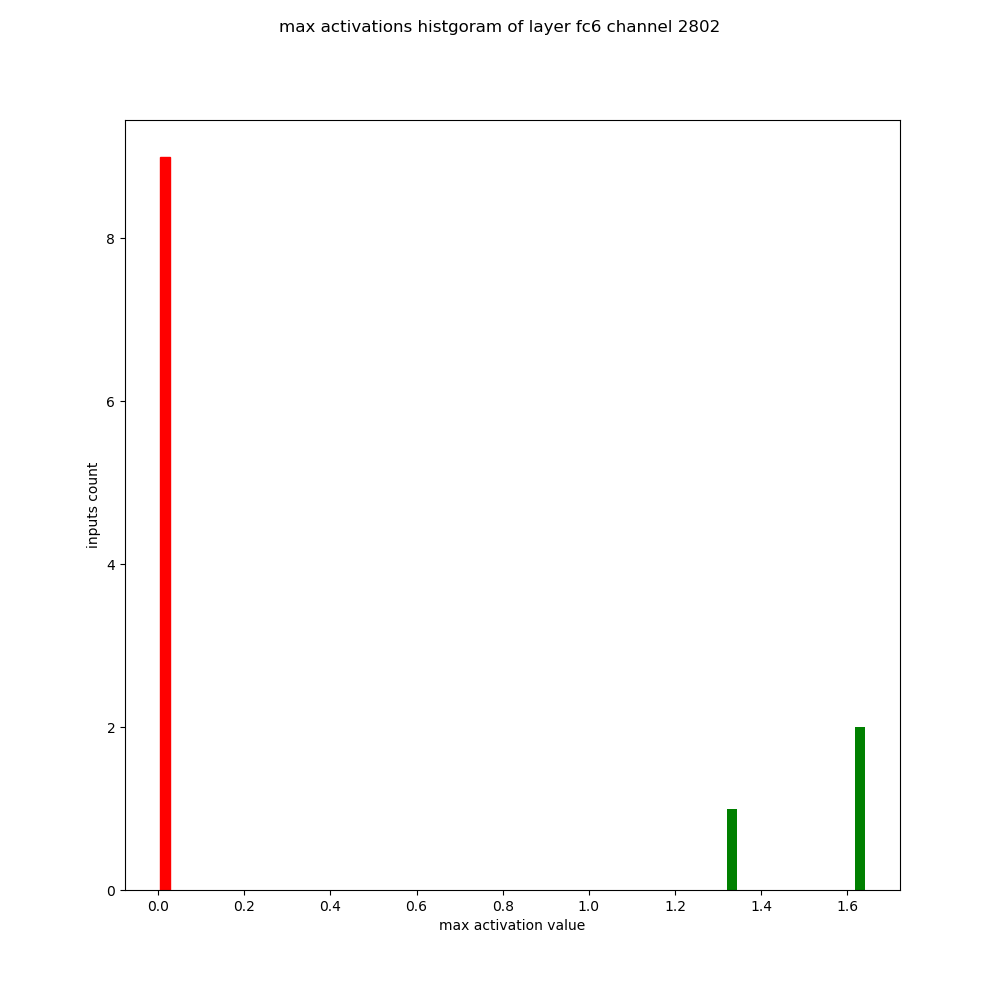 max activations histgoram of layer fc6 channel 2802
8
6
4
2
0
inputs count
0.0 0.2 0.4 0.6 0.8 1.0 1.2 1.4 1.6
max activation value